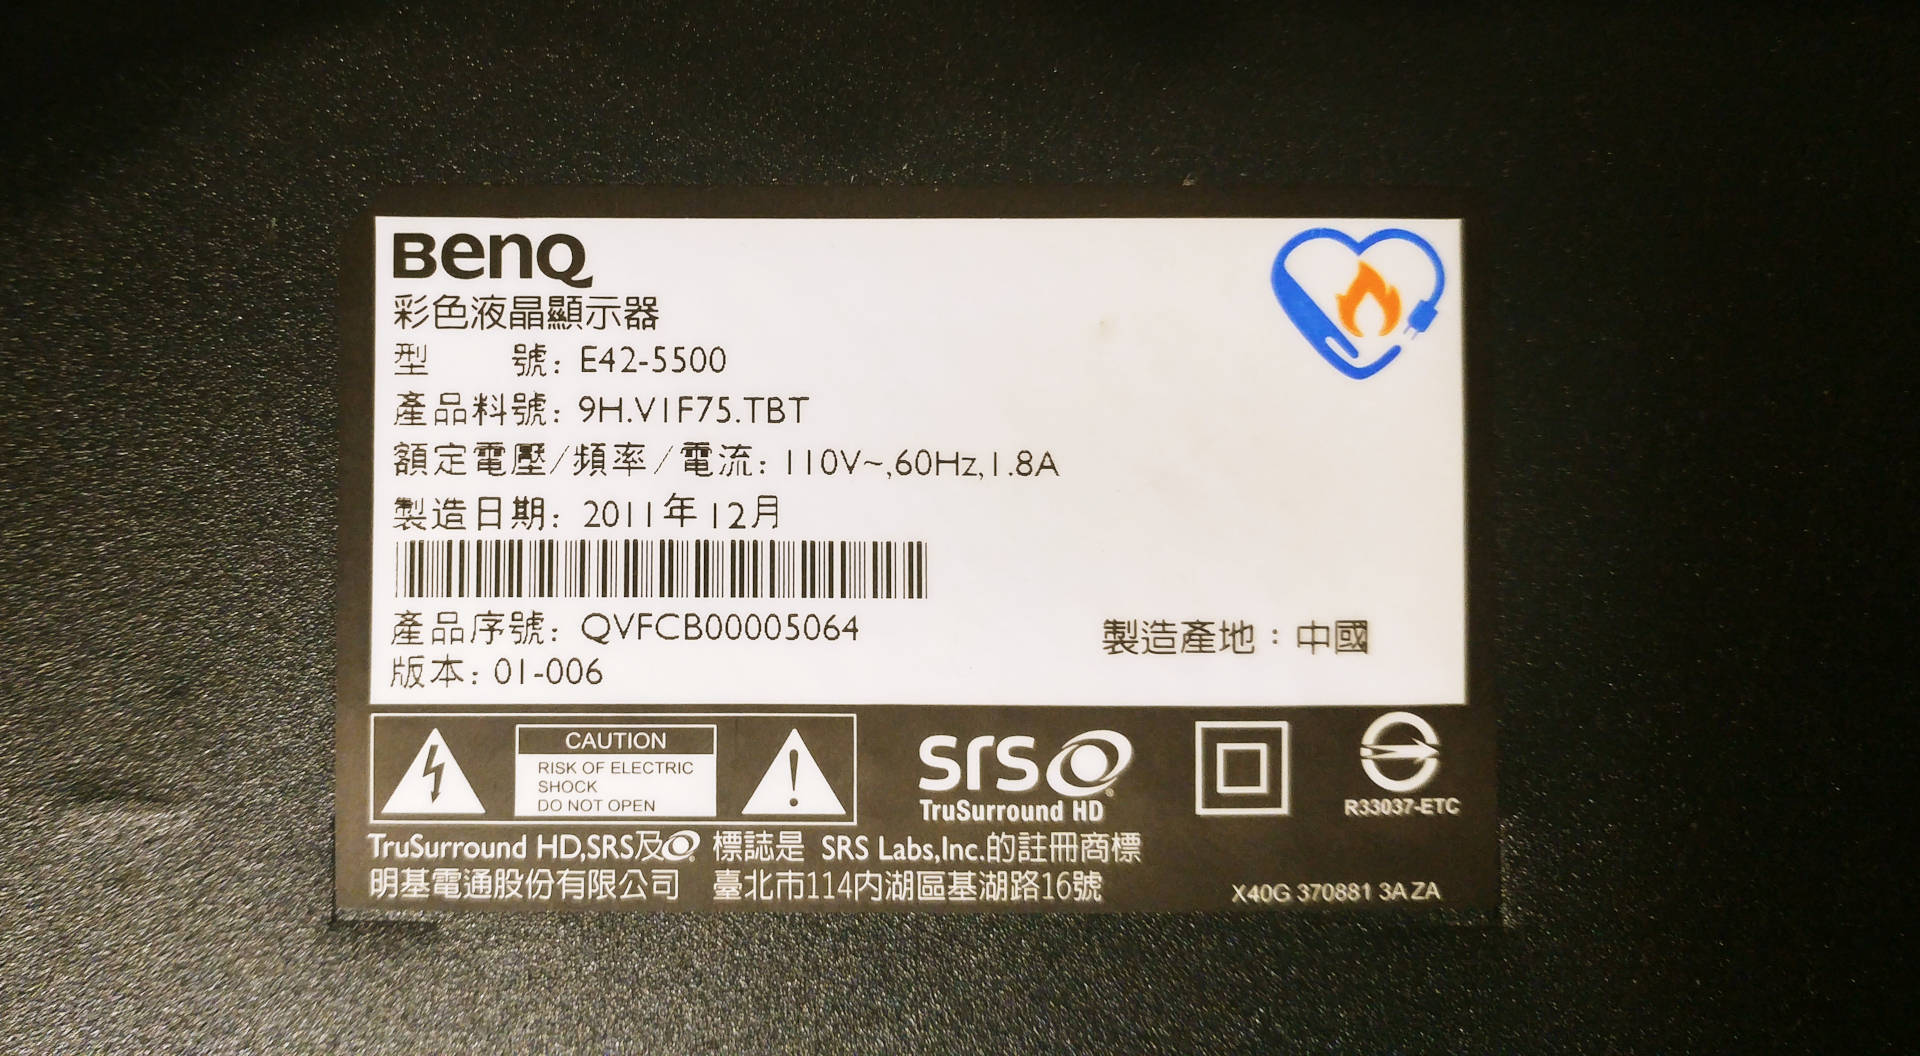 BenQ
彩色液晶顯示器
型 號: E42-5500
產品料號: 9H.V1F75.TBT
額定電壓/頻率/電流: 110V~,60Hz,1.8A
製造日期: 2011年12月
產品序號: QVFCB00005064
製造產地：中國
版本: 01-006
CAUTION
RISK OF ELECTRIC
SHOCK
DO NOT OPEN
SRS
TruSurround HD
R33037-ETC
TruSurround HD,SRS及 標誌是 SRS Labs,Inc.的註冊商標
明基電通股份有限公司 臺北市114內湖區基湖路16號
X40G 370881 3A ZA